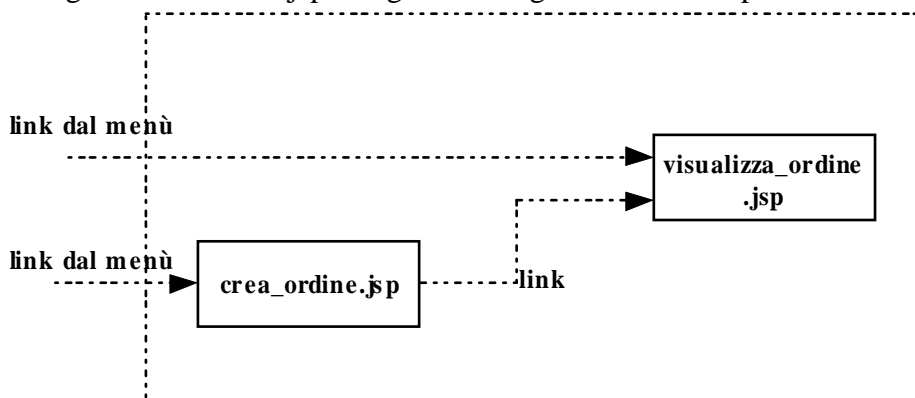 link dal menù
visualizza_ordine
.jsp
link dal menù
crea_ordine.jsp
link